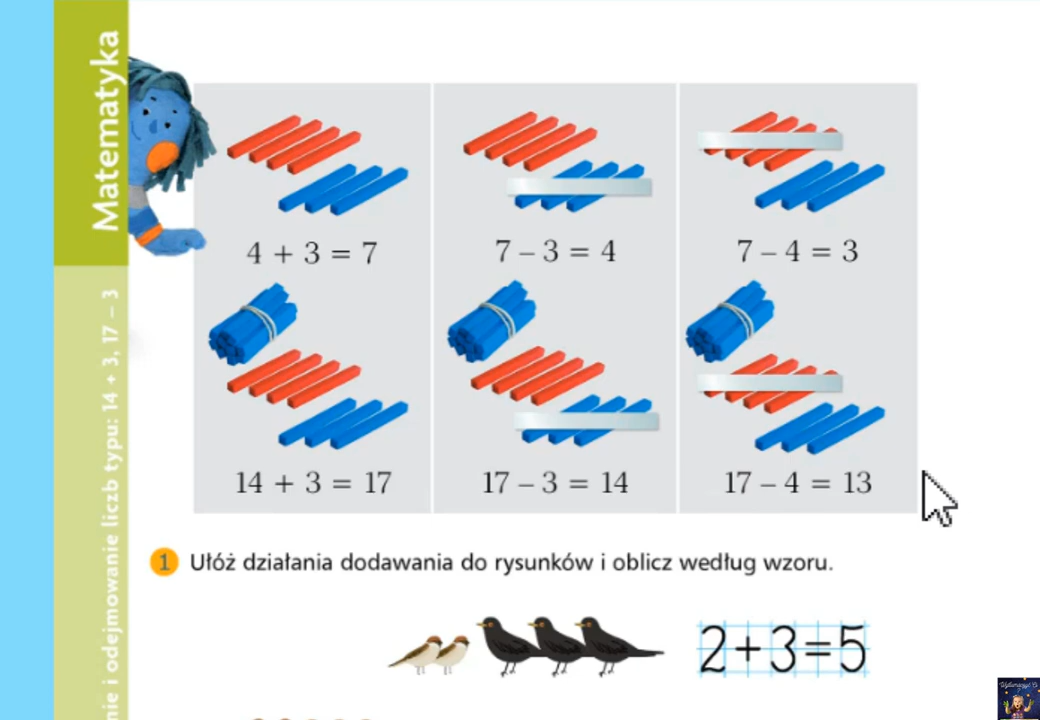 Matematyka
nie i odejmowanie liczb typu: 14 + 3, 17 – 3
4 + 3 = 7
7 – 3 = 4
7 – 4 = 3
14 + 3 = 17
17 – 3 = 14
17 – 4 = 13
1 Ułóż działania dodawania do rysunków i oblicz według wzoru.
2+3=5